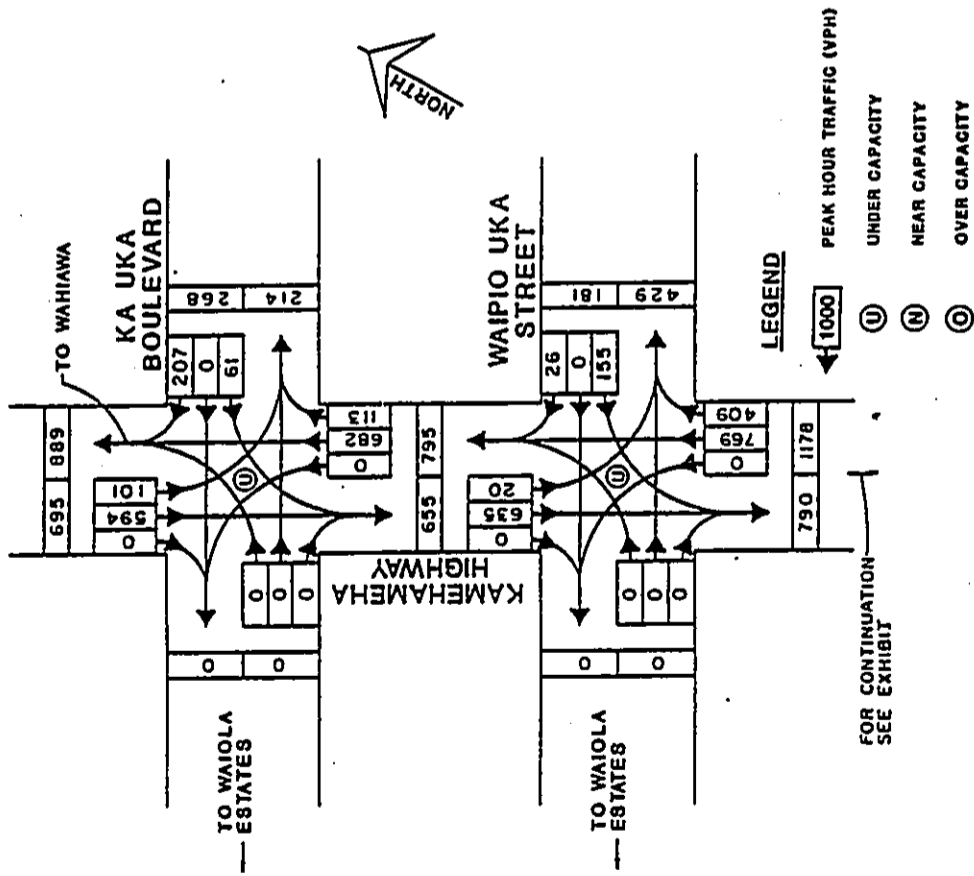 TO WAHIAWA
695 889
KA UKA
BOULEVARD
0 594 101
207
0
61
268
214
0
0
0
0 682 113
0
0
TO WAIOLA
ESTATES
655 795
KAMEHAMEHA
HIGHWAY
WAIPIO UKA
STREET
0 635 20
26
0
155
181
429
U
U
0
0
0
0 769 409
0
0
TO WAIOLA
ESTATES
790 1178
FOR CONTINUATION
SEE EXHIBIT
NORTH
LEGEND
1000 PEAK HOUR TRAFFIC (VPH)
U UNDER CAPACITY
N NEAR CAPACITY
O OVER CAPACITY